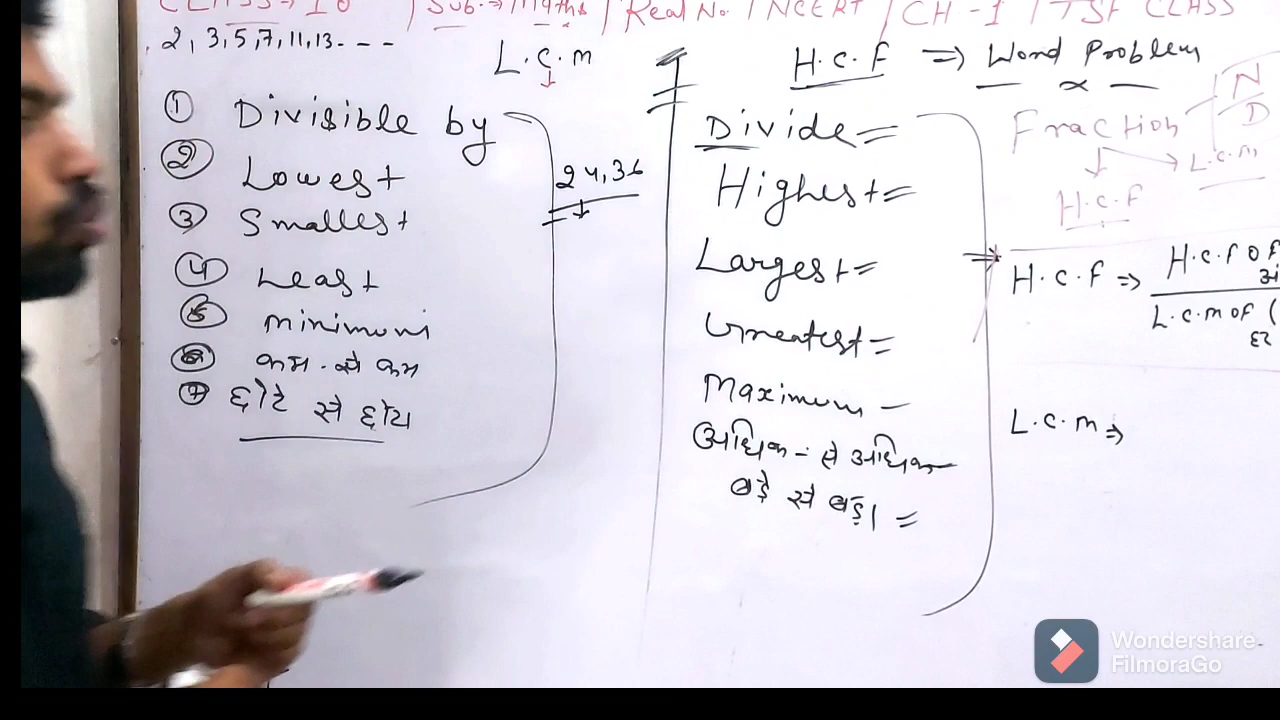 CLASS → 10 / Sub. → Maths / Real No. / NCERT / CH - 1 / TSF CLASS
2, 3, 5, 7, 11, 13 - - -
L.C.M
① Divisible by
② Lowest
③ Smallest
④ Least
⑤ minimum
⑥ कम - से कम
⑦ छोटे से छोटा
24, 36
H.C.F ⇒ Word Problem
Divide =
Highest =
Largest =
Greatest =
Maximum -
अधिक - से अधिक
बड़े से बड़ा =
Fraction
N
D
L.C.M
H.C.F
H.C.F ⇒ H.C.F OF
L.C.M OF (
L.C.M ⇒
Wondershare
FilmoraGo